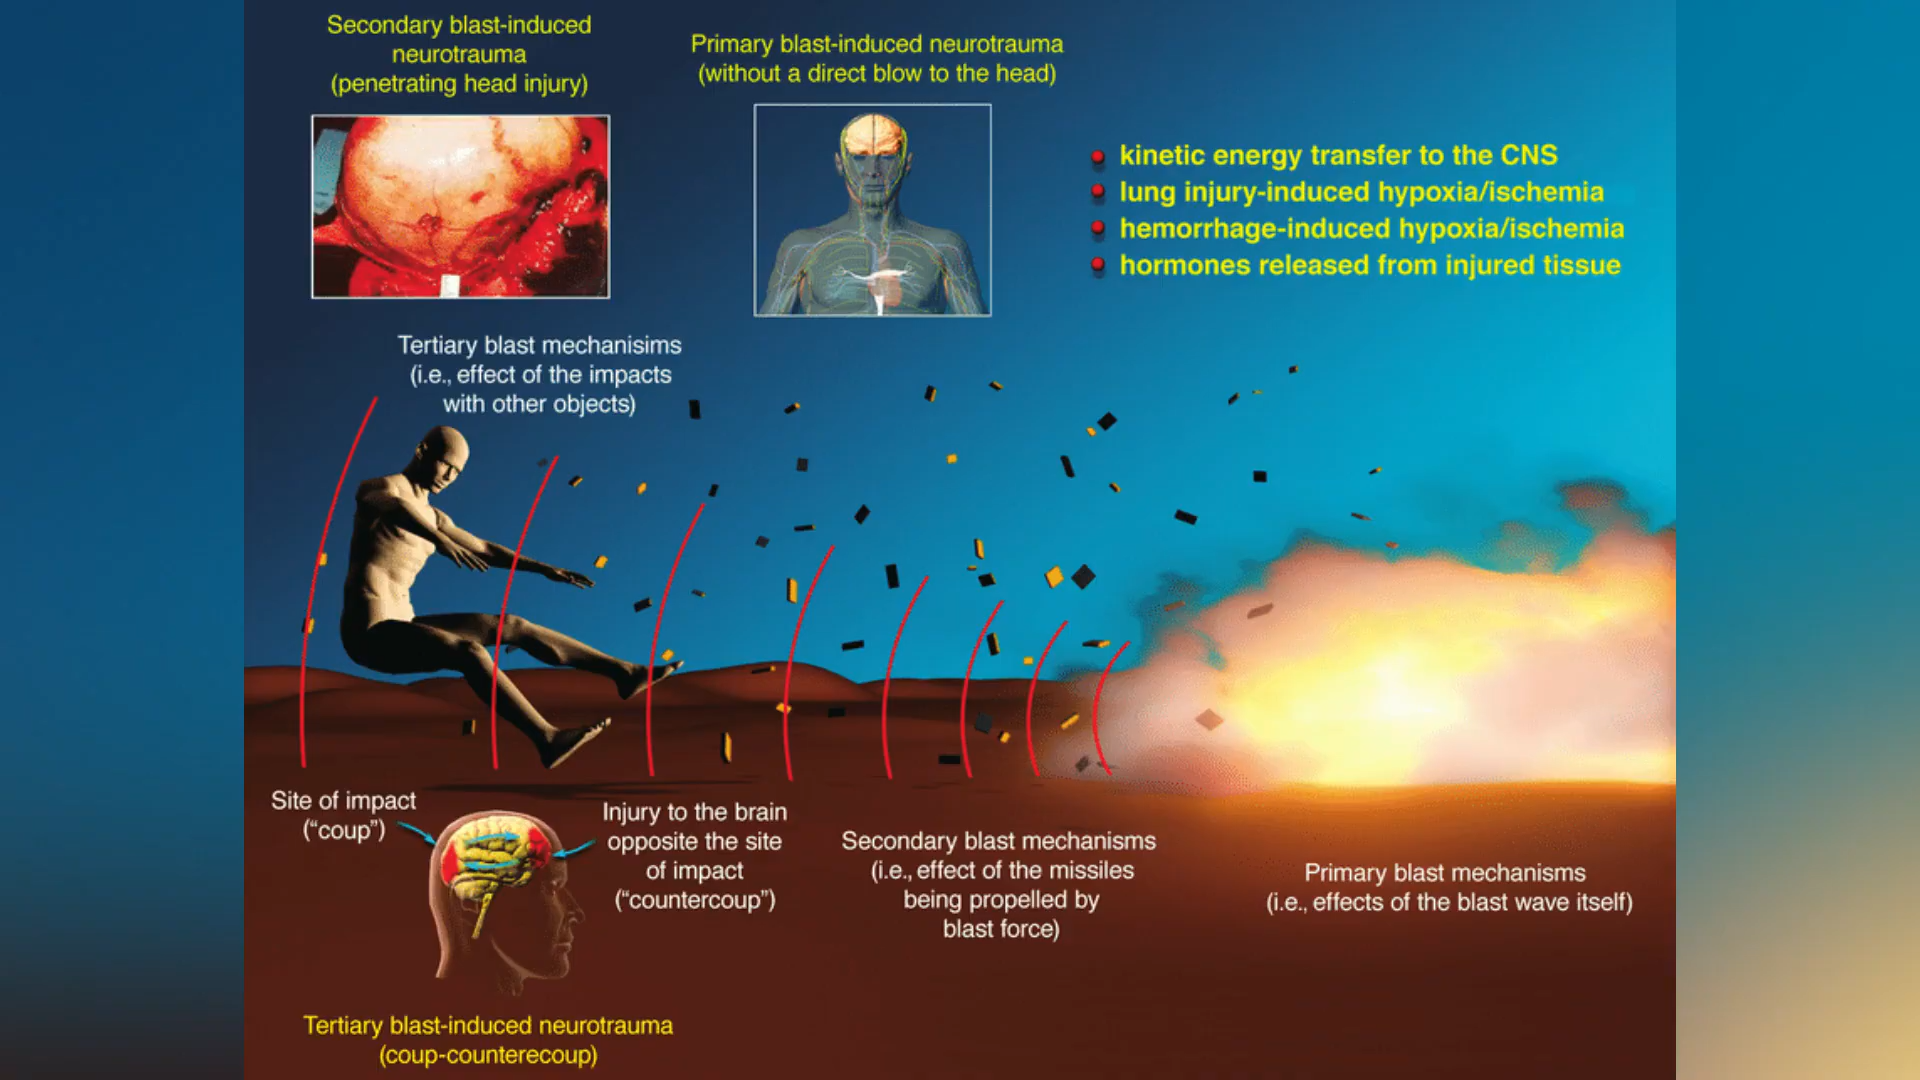 Secondary blast-induced
neurotrauma
(penetrating head injury)
Primary blast-induced neurotrauma
(without a direct blow to the head)
kinetic energy transfer to the CNS
lung injury-induced hypoxia/ischemia
hemorrhage-induced hypoxia/ischemia
hormones released from injured tissue
Tertiary blast mechanisims
(i.e., effect of the impacts
with other objects)
Site of impact
(“coup”)
Injury to the brain
opposite the site
of impact
(“countercoup”)
Secondary blast mechanisms
(i.e., effect of the missiles
being propelled by
blast force)
Primary blast mechanisms
(i.e., effects of the blast wave itself)
Tertiary blast-induced neurotrauma
(coup-counterecoup)